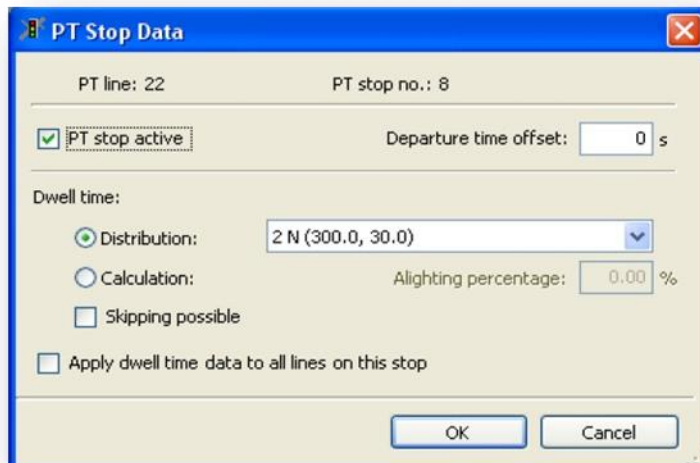 PT Stop Data
PT line: 22 PT stop no.: 8
PT stop active Departure time offset: 0 s
Dwell time:
Distribution: 2 N (300.0, 30.0)
Calculation: Alighting percentage: 0.00 %
Skipping possible
Apply dwell time data to all lines on this stop
OK Cancel